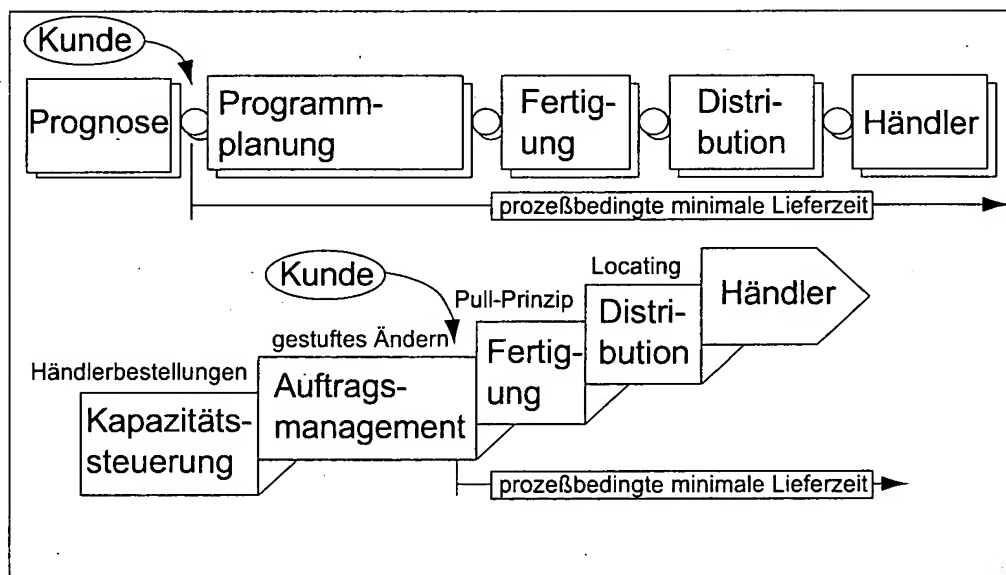 Kunde
Prognose
Programm-
planung
Fertig-
ung
Distri-
bution
Händler
prozeßbedingte minimale Lieferzeit
Kunde
Locating
Pull-Prinzip
gestuftes Ändern
Händlerbestellungen
Kapazitäts-
steuerung
Auftrags-
management
Fertig-
ung
Distri-
bution
Händler
prozeßbedingte minimale Lieferzeit